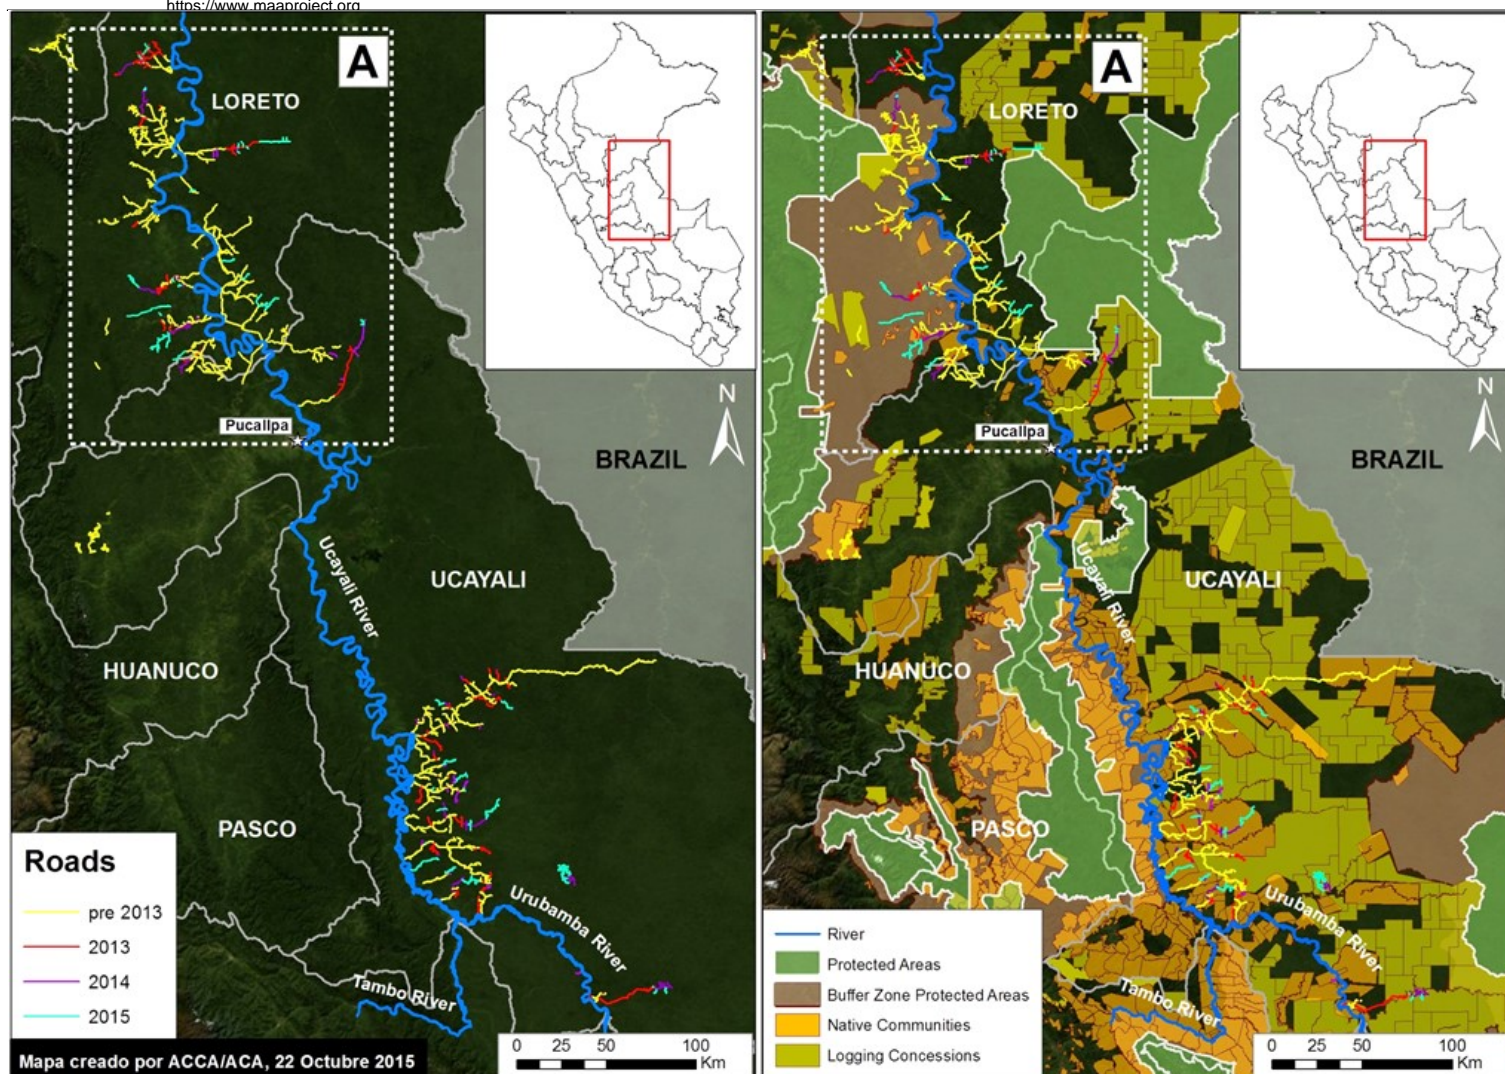 https://www.maaproject.org
A
LORETO
Pucallpa
N
BRAZIL
Ucayali River
UCAYALI
HUANUCO
PASCO
Urubamba River
Tambo River
Roads
pre 2013
2013
2014
2015
Mapa creado por ACCA/ACA, 22 Octubre 2015
0 25 50 100
Km
A
LORETO
Pucallpa
N
BRAZIL
Ucayali River
UCAYALI
HUANUCO
PASCO
Urubamba River
Tambo River
River
Protected Areas
Buffer Zone Protected Areas
Native Communities
Logging Concessions
0 25 50 100
Km